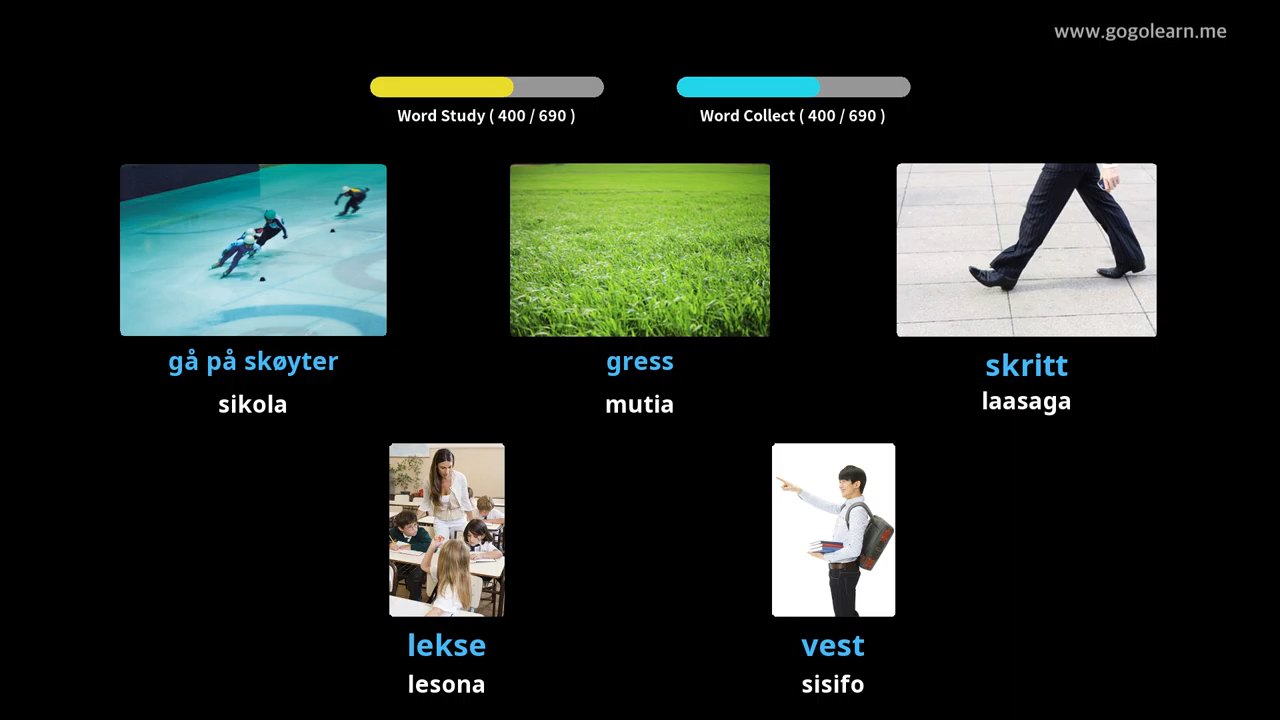 www.gogolearn.me
Word Study ( 400 / 690 )
Word Collect ( 400 / 690 )
gå på skøyter
sikola
gress
mutia
skritt
laasaga
lekse
lesona
vest
sisifo